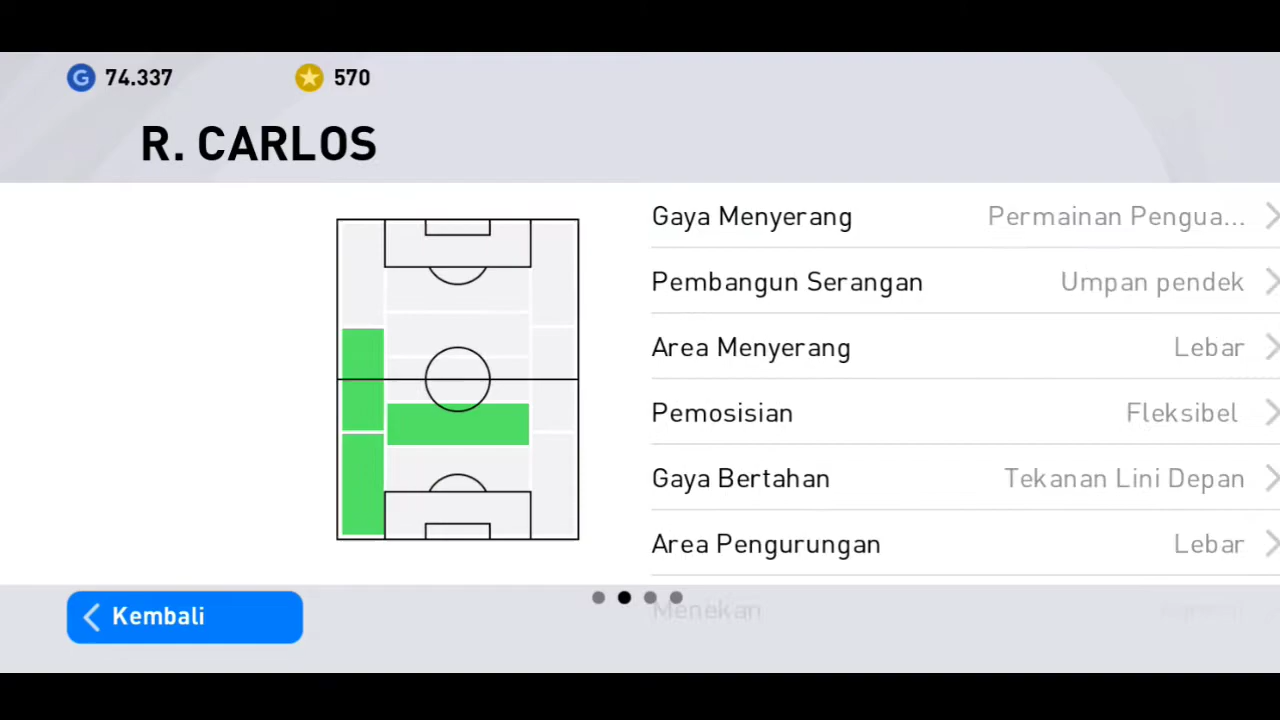 G 74.337 570
R. CARLOS
Gaya Menyerang Permainan Pengua...
Pembangun Serangan Umpan pendek
Area Menyerang Lebar
Pemosisian Fleksibel
Gaya Bertahan Tekanan Lini Depan
Area Pengurungan Lebar
Menekan
Kembali